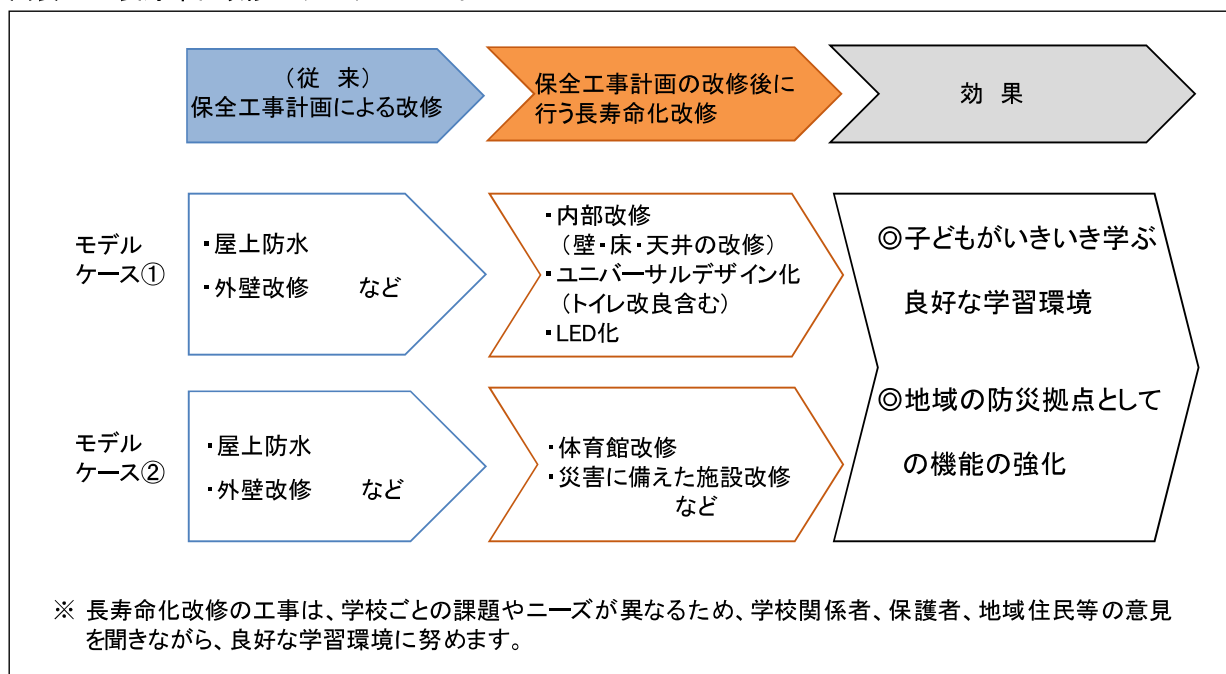 （従　来）
保全工事計画による改修
保全工事計画の改修後に
行う長寿命化改修
効　果
モデル
ケース①
・屋上防水
・外壁改修　　など
・内部改修
（壁・床・天井の改修）
・ユニバーサルデザイン化
（トイレ改良含む）
・LED化
◎子どもがいきいき学ぶ
良好な学習環境
モデル
ケース②
・屋上防水
・外壁改修　　など
・体育館改修
・災害に備えた施設改修
など
◎地域の防災拠点として
の機能の強化
※ 長寿命化改修の工事は、学校ごとの課題やニーズが異なるため、学校関係者、保護者、地域住民等の意見
を聞きながら、良好な学習環境に努めます。